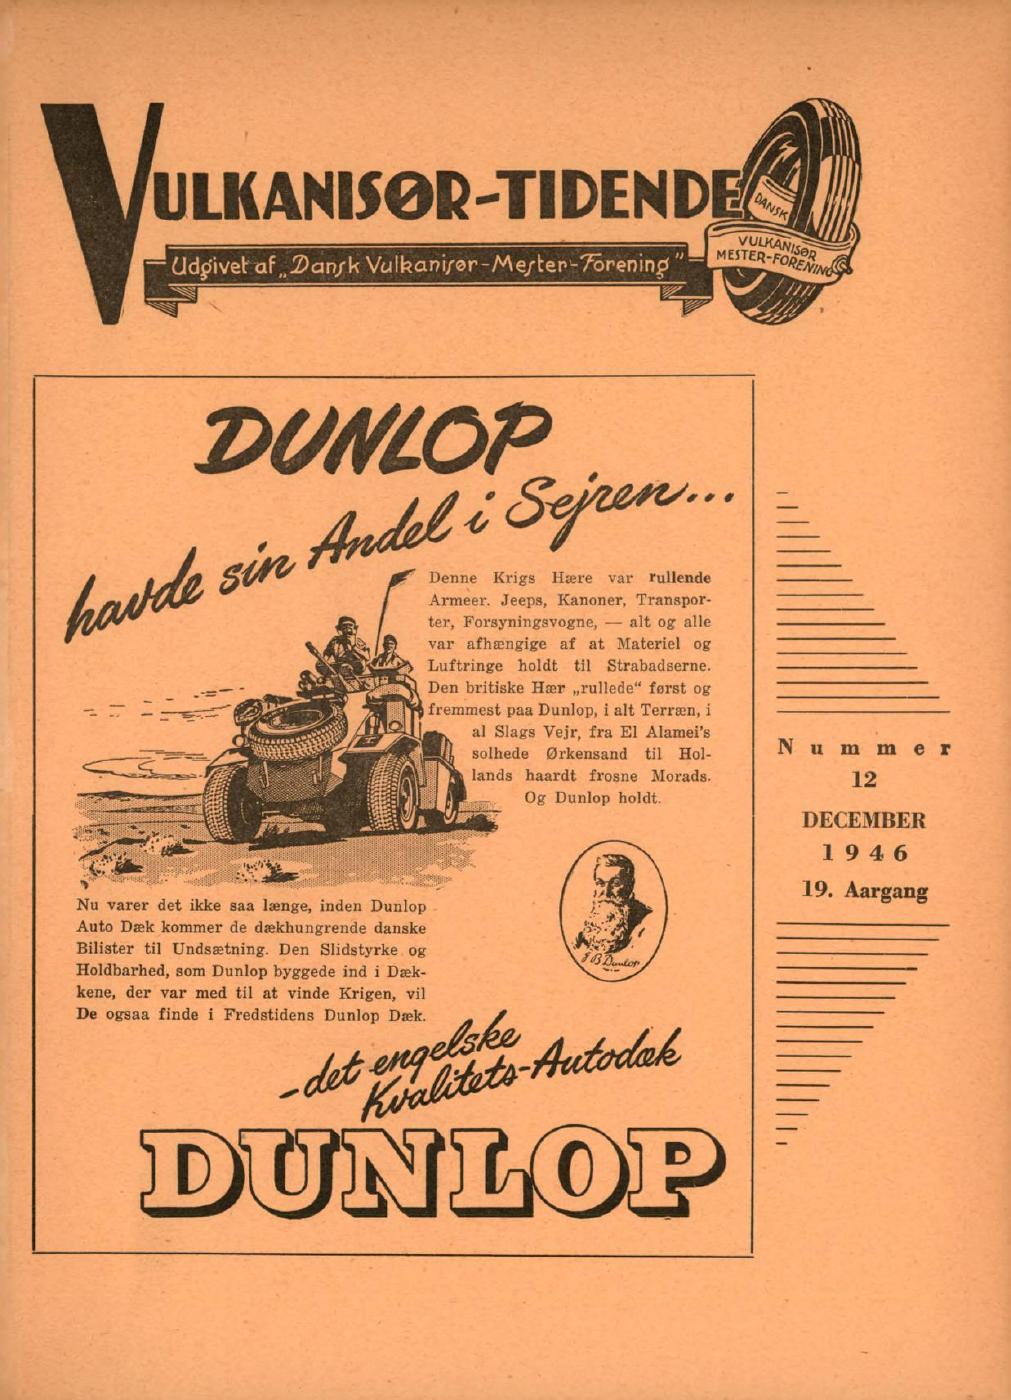 VULKANISØR-TIDENDE
Udgivet af „Dansk Vulkanisør-Mester-Forening”
DANSK
VULKANISØR
MESTER-FORENING
DUNLOP
havde sin Andel i Sejren...
Denne Krigs Hære var rullende
Armeer. Jeeps, Kanoner, Transpor-
ter, Forsyningsvogne, — alt og alle
var afhængige af at Materiel og
Luftringe holdt til Strabadserne.
Den britiske Hær „rullede“ først og
fremmest paa Dunlop, i alt Terræn, i
al Slags Vejr, fra El Alamei's
solhede Ørkensand til Hol-
lands haardt frosne Morads.
Og Dunlop holdt.
J B Dunlop
Nu varer det ikke saa længe, inden Dunlop
Auto Dæk kommer de dækhungrende danske
Bilister til Undsætning. Den Slidstyrke og
Holdbarhed, som Dunlop byggede ind i Dæk-
kene, der var med til at vinde Krigen, vil
De ogsaa finde i Fredstidens Dunlop Dæk.
- det engelske
Kvalitets-Autodæk
DUNLOP
Nummer
12
DECEMBER
1946
19. Aargang